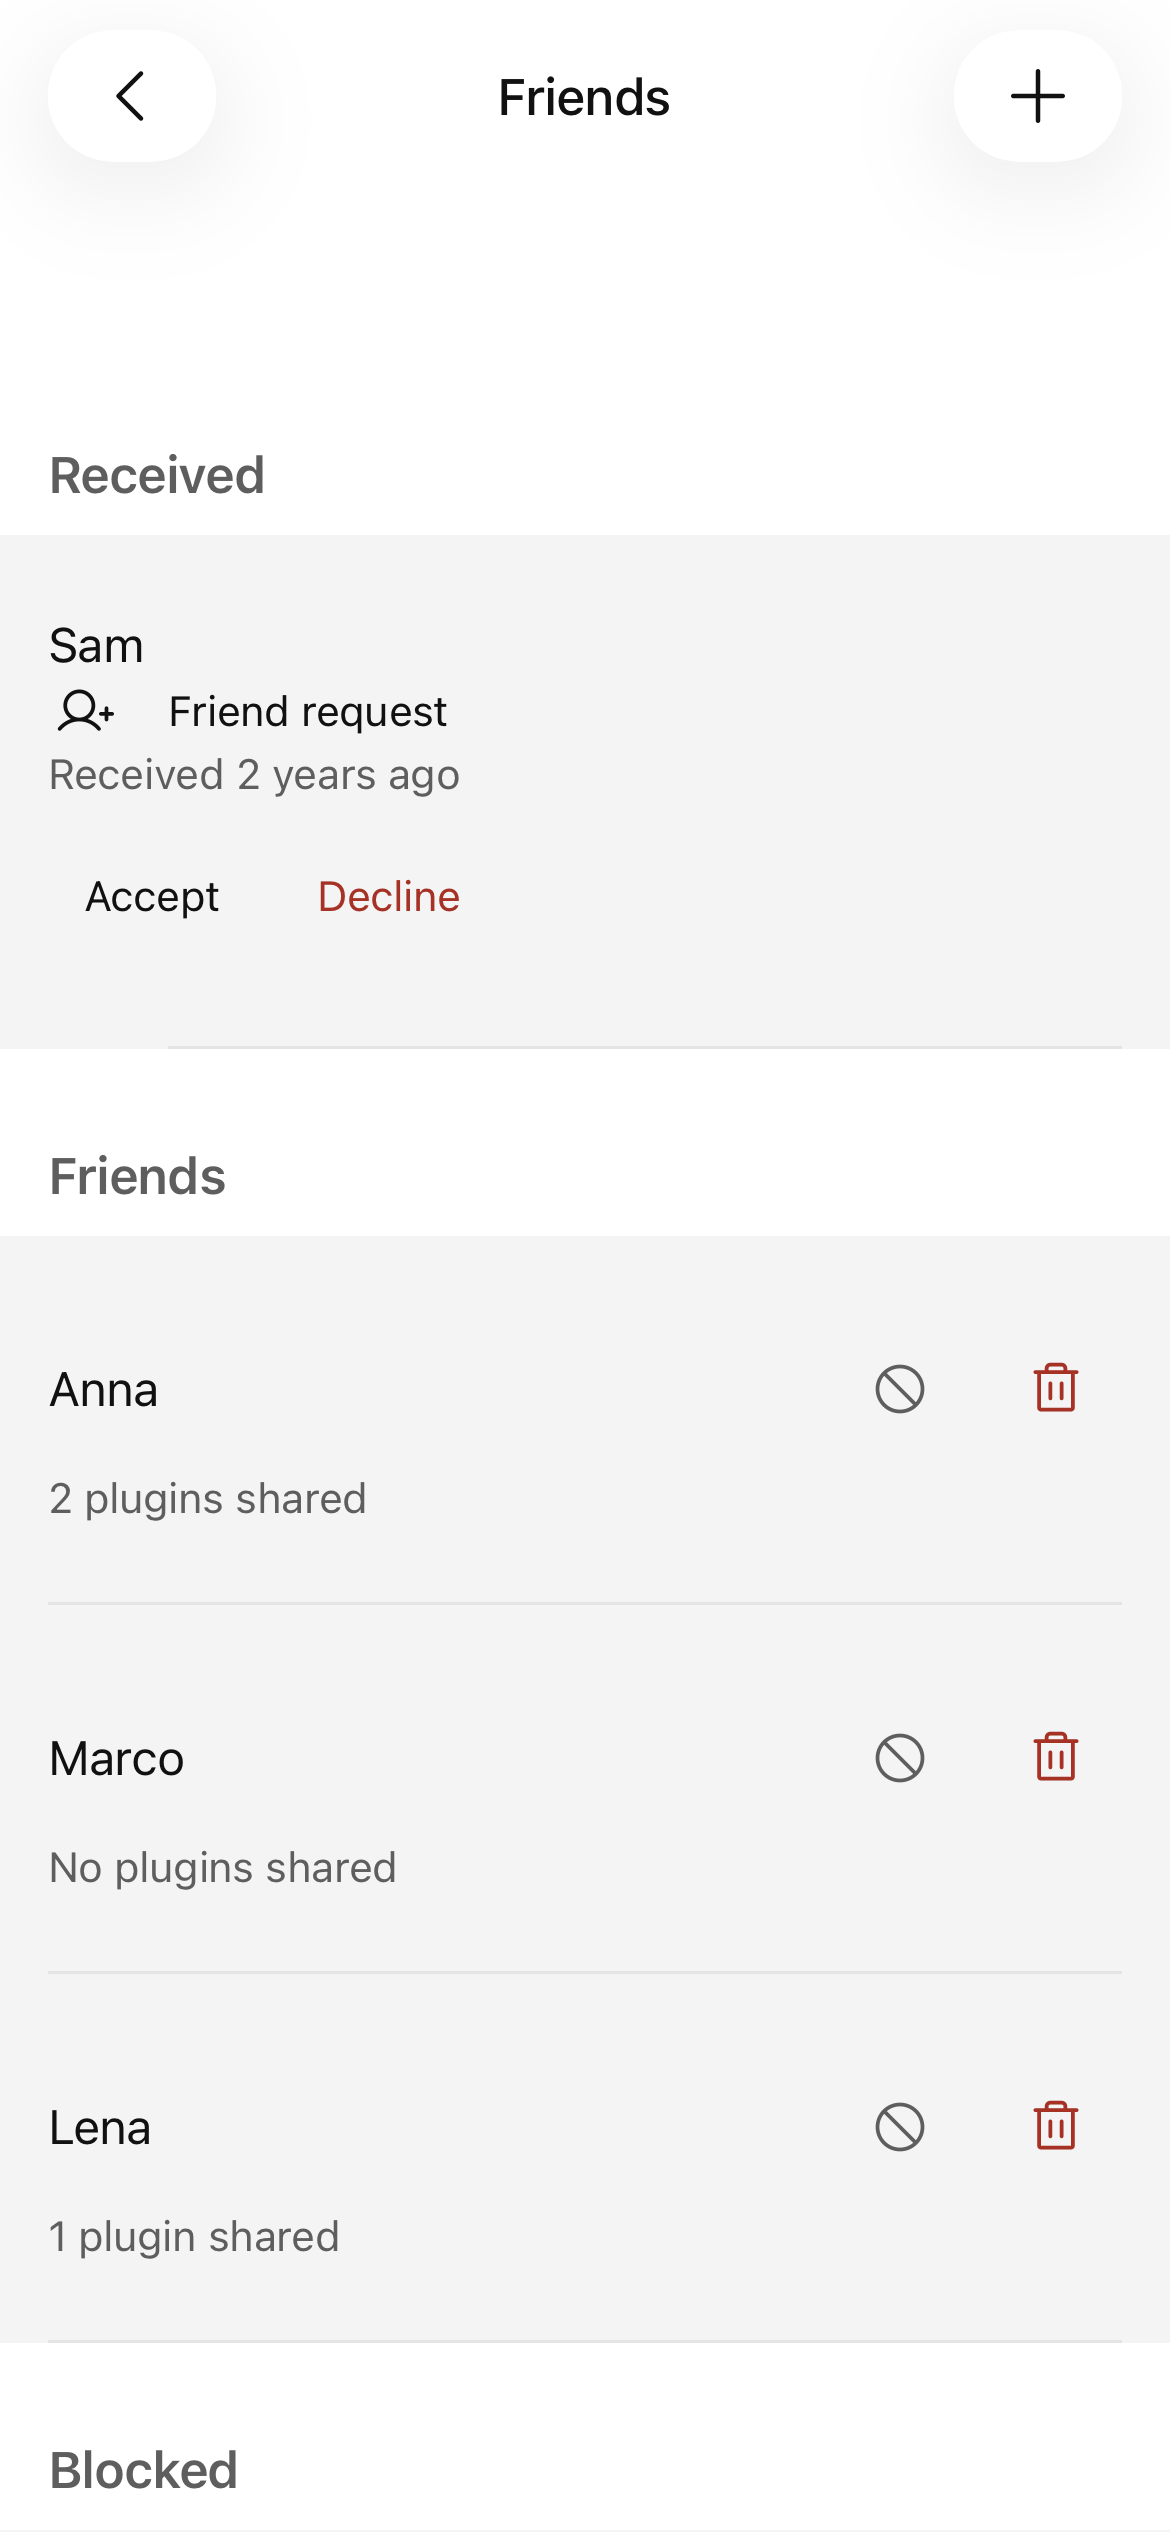 Friends
Received
Sam
Friend request
Received 2 years ago
Accept Decline
Friends
Anna
2 plugins shared
Marco
No plugins shared
Lena
1 plugin shared
Blocked